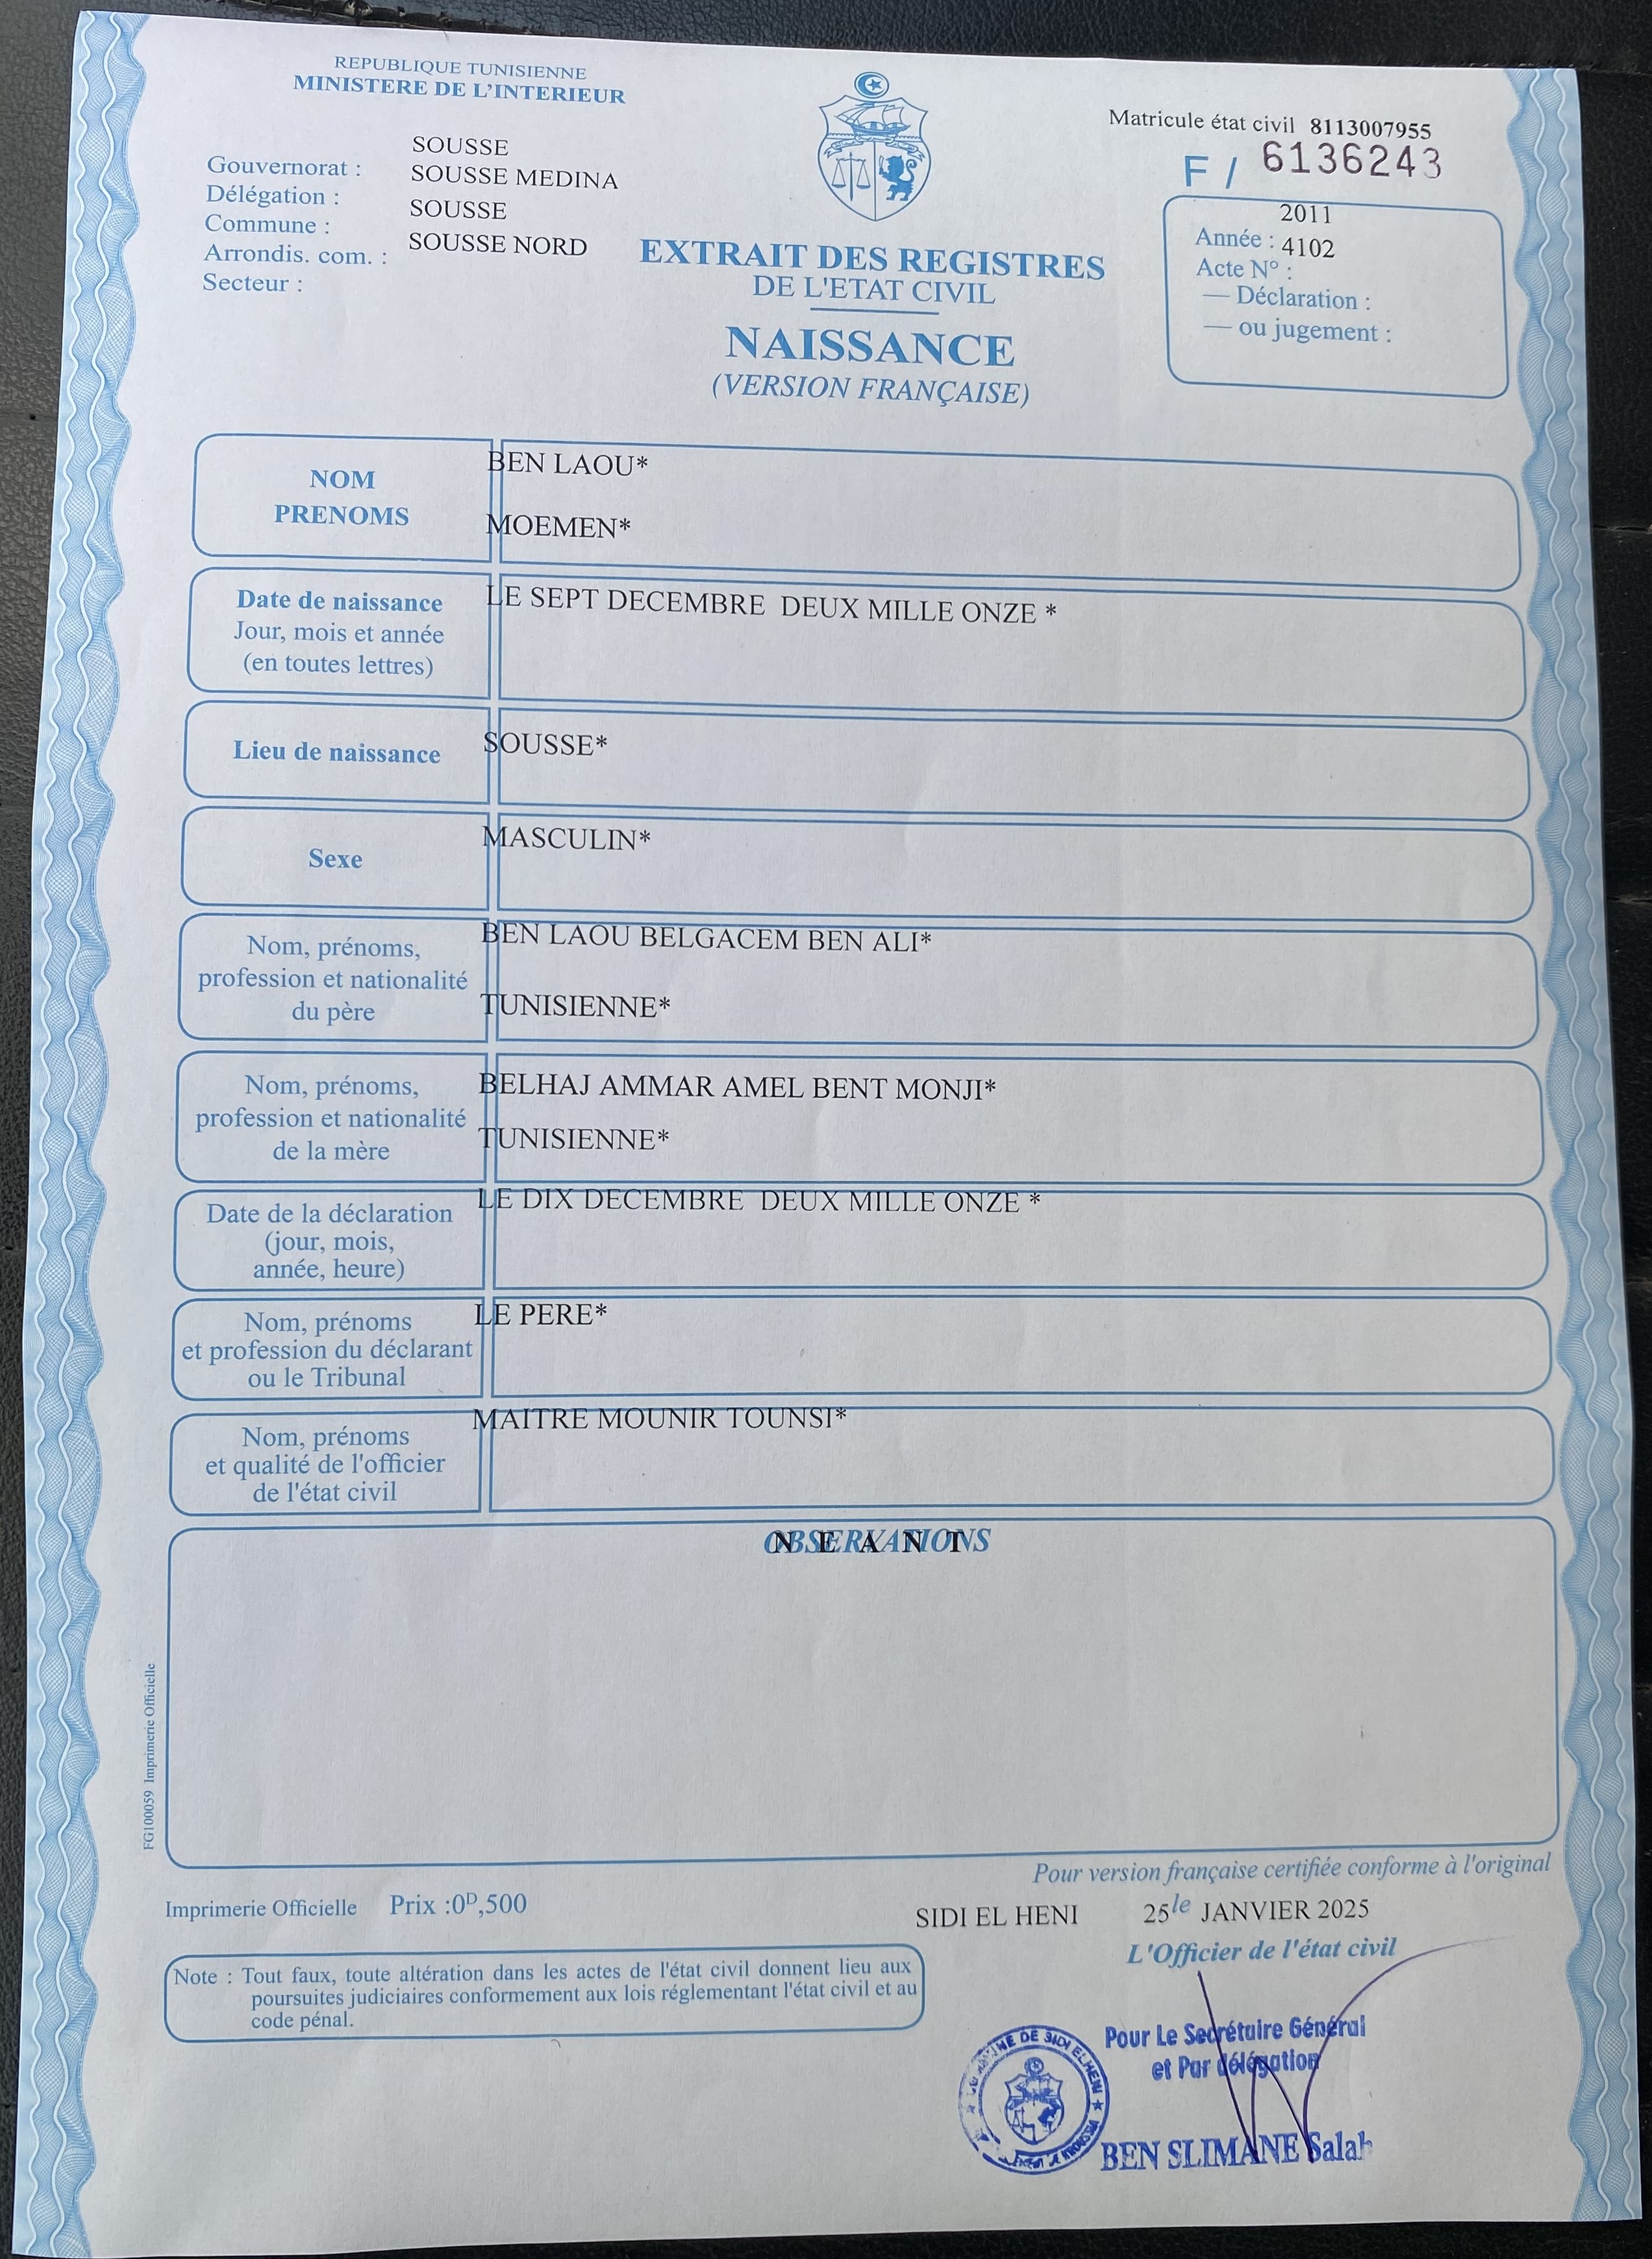 REPUBLIQUE TUNISIENNE
MINISTERE DE L'INTERIEUR
Matricule état civil 8113007955
F / 6136243
SOUSSE
Gouvernorat :
SOUSSE MEDINA
Délégation :
SOUSSE
Commune :
SOUSSE NORD
Arrondis. com. :
Secteur :
2011
Année :
4102
Acte N° :
— Déclaration :
— ou jugement :
EXTRAIT DES REGISTRES
DE L'ETAT CIVIL
NAISSANCE
(VERSION FRANÇAISE)
NOM
PRENOMS
BEN LAOU*
MOEMEN*
Date de naissance
Jour, mois et année
(en toutes lettres)
LE SEPT DECEMBRE DEUX MILLE ONZE *
Lieu de naissance
SOUSSE*
Sexe
MASCULIN*
Nom, prénoms,
profession et nationalité
du père
BEN LAOU BELGACEM BEN ALI*
TUNISIENNE*
Nom, prénoms,
profession et nationalité
de la mère
BELHAJ AMMAR AMEL BENT MONJI*
TUNISIENNE*
Date de la déclaration
(jour, mois,
année, heure)
LE DIX DECEMBRE DEUX MILLE ONZE *
Nom, prénoms
et profession du déclarant
ou le Tribunal
LE PERE*
Nom, prénoms
et qualité de l'officier
de l'état civil
MAITRE MOUNIR TOUNSI*
OBSERVATIONS
N E A N T
FG100059 Imprimerie Officielle
Pour version française certifiée conforme à l'original
Imprimerie Officielle Prix :0D,500
SIDI EL HENI 25 le JANVIER 2025
L'Officier de l'état civil
Note : Tout faux, toute altération dans les actes de l'état civil donnent lieu aux
poursuites judiciaires conformement aux lois réglementant l'état civil et au
code pénal.
Pour Le Secrétaire Général
et Par délégation
COMMUNE DE SIDI ELHENI
BEN SLIMANE Salah